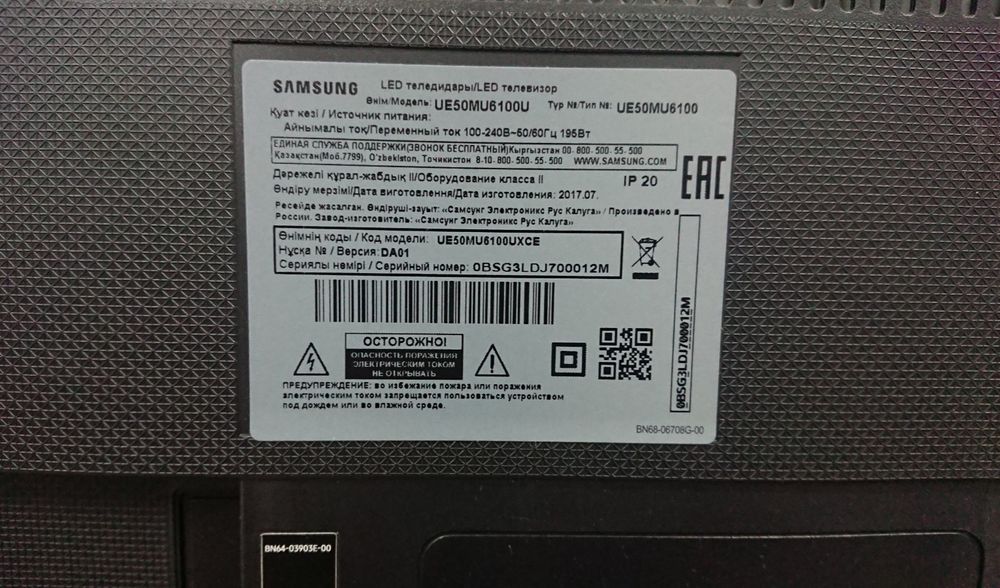 SAMSUNG LED теледидары/LED телевизор
Өнім/Модель: UE50MU6100U Түр №/Тип №: UE50MU6100
Қуат көзі / Источник питания:
Айнымалы тоқ/Переменный ток 100-240В~50/60Гц 195Вт
ЕДИНАЯ СЛУЖБА ПОДДЕРЖКИ(ЗВОНОК БЕСПЛАТНЫЙ)Кыргызстан 00-800-500-55-500
Қазақстан(Моб.7799), O'zbekiston, Точикистон 8-10-800-500-55-500 WWW.SAMSUNG.COM
Дәрежелі құрал-жабдық II/Оборудование класса II IP 20
EAC
Өндіру мерзімі/Дата виготовлення/Дата изготовления: 2017.07.
Ресейде жасалған. Өндіруші-зауыт: «Самсунг Электроникс Рус Калуга» / Произведено в
России. Завод-изготовитель: «Самсунг Электроникс Рус Калуга»
Өнімнің коды / Код модели: UE50MU6100UXCE
Нұсқа № / Версия: DA01
Сериялы нөмірі / Серийный номер: 0BSG3LDJ700012M
0BSG3LDJ700012M
ОСТОРОЖНО!
ОПАСНОСТЬ ПОРАЖЕНИЯ
ЭЛЕКТРИЧЕСКИМ ТОКОМ
НЕ ОТКРЫВАТЬ
ПРЕДУПРЕЖДЕНИЕ: во избежание пожара или поражения
электрическим током запрещается пользоваться устройством
под дождем или во влажной среде.
BN68-06708G-00
BN64-03903E-00